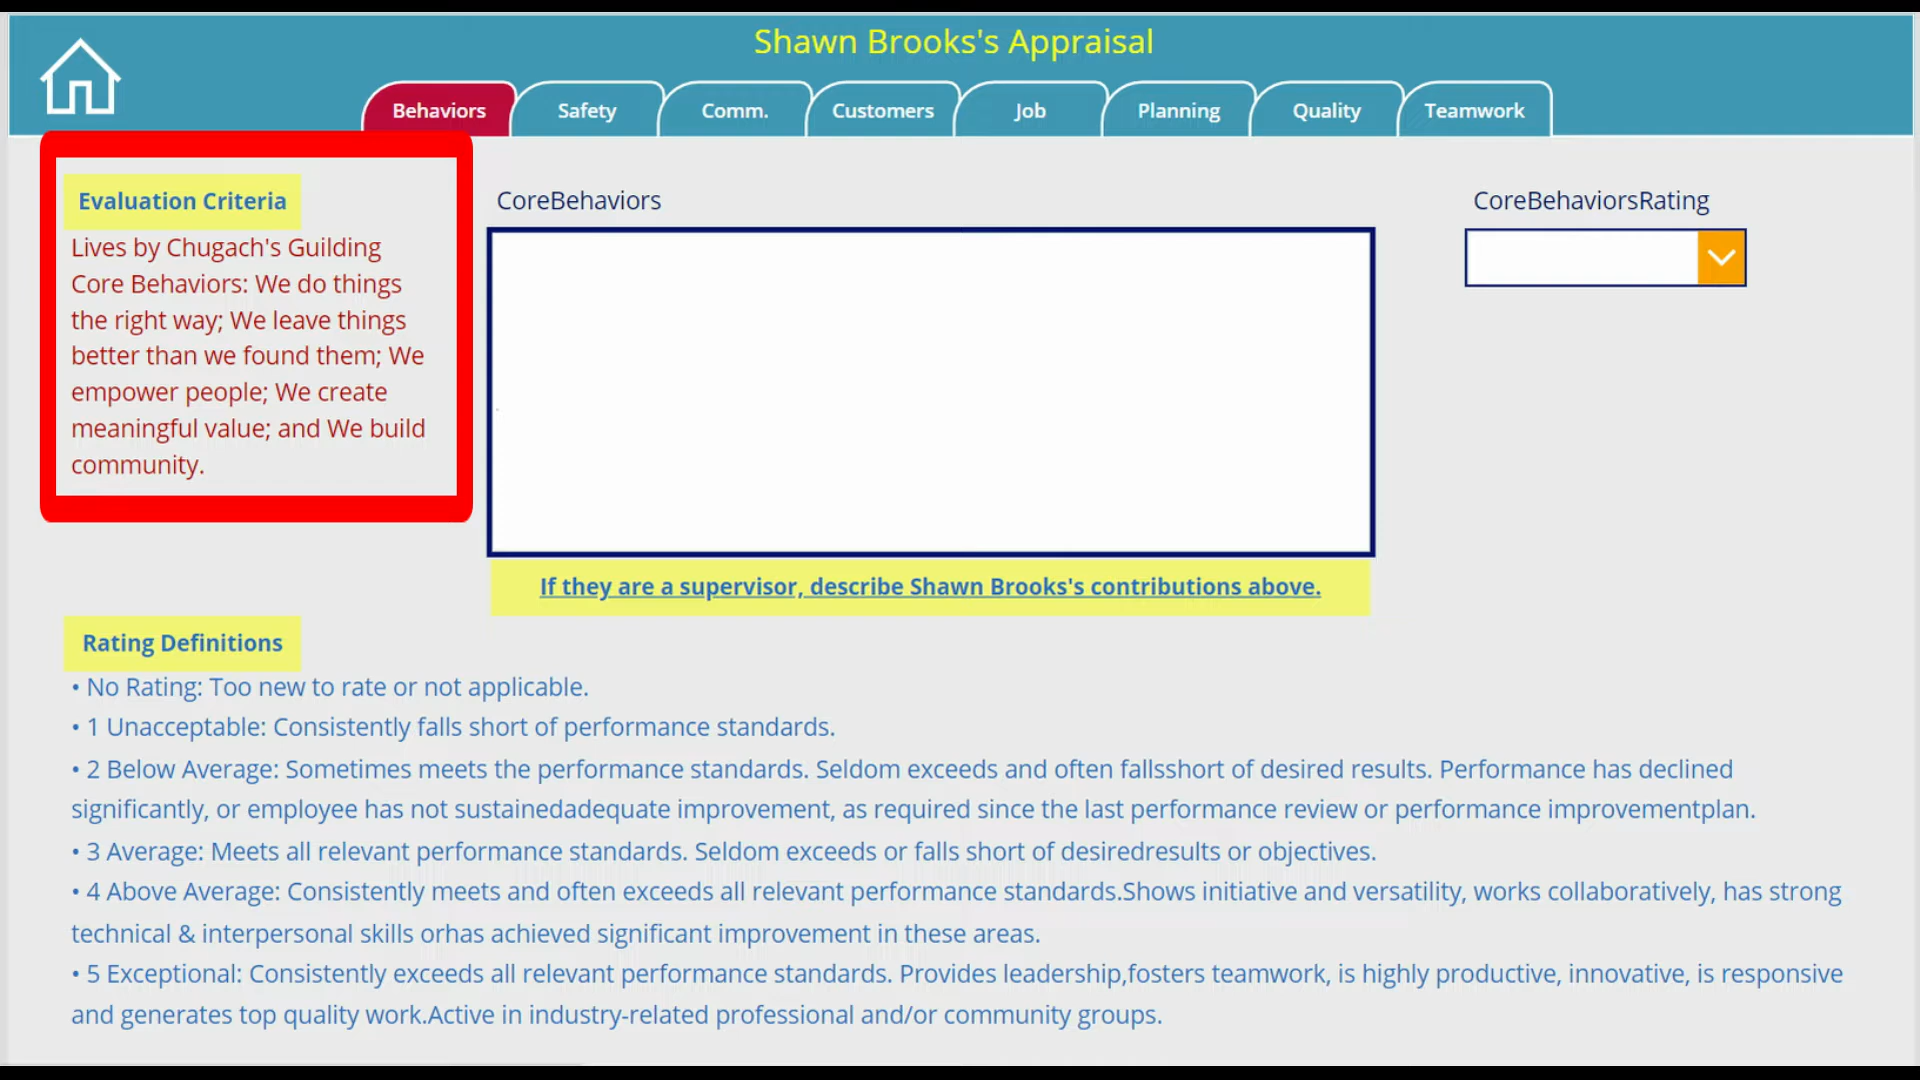 Shawn Brooks's Appraisal
Behaviors
Safety
Comm.
Customers
Job
Planning
Quality
Teamwork
Evaluation Criteria
Lives by Chugach's Guilding
Core Behaviors: We do things
the right way; We leave things
better than we found them; We
empower people; We create
meaningful value; and We build
community.
CoreBehaviors
CoreBehaviorsRating
If they are a supervisor, describe Shawn Brooks's contributions above.
Rating Definitions
• No Rating: Too new to rate or not applicable.
• 1 Unacceptable: Consistently falls short of performance standards.
• 2 Below Average: Sometimes meets the performance standards. Seldom exceeds and often fallsshort of desired results. Performance has declined
significantly, or employee has not sustainedadequate improvement, as required since the last performance review or performance improvementplan.
• 3 Average: Meets all relevant performance standards. Seldom exceeds or falls short of desiredresults or objectives.
• 4 Above Average: Consistently meets and often exceeds all relevant performance standards.Shows initiative and versatility, works collaboratively, has strong
technical & interpersonal skills orhas achieved significant improvement in these areas.
• 5 Exceptional: Consistently exceeds all relevant performance standards. Provides leadership,fosters teamwork, is highly productive, innovative, is responsive
and generates top quality work.Active in industry-related professional and/or community groups.